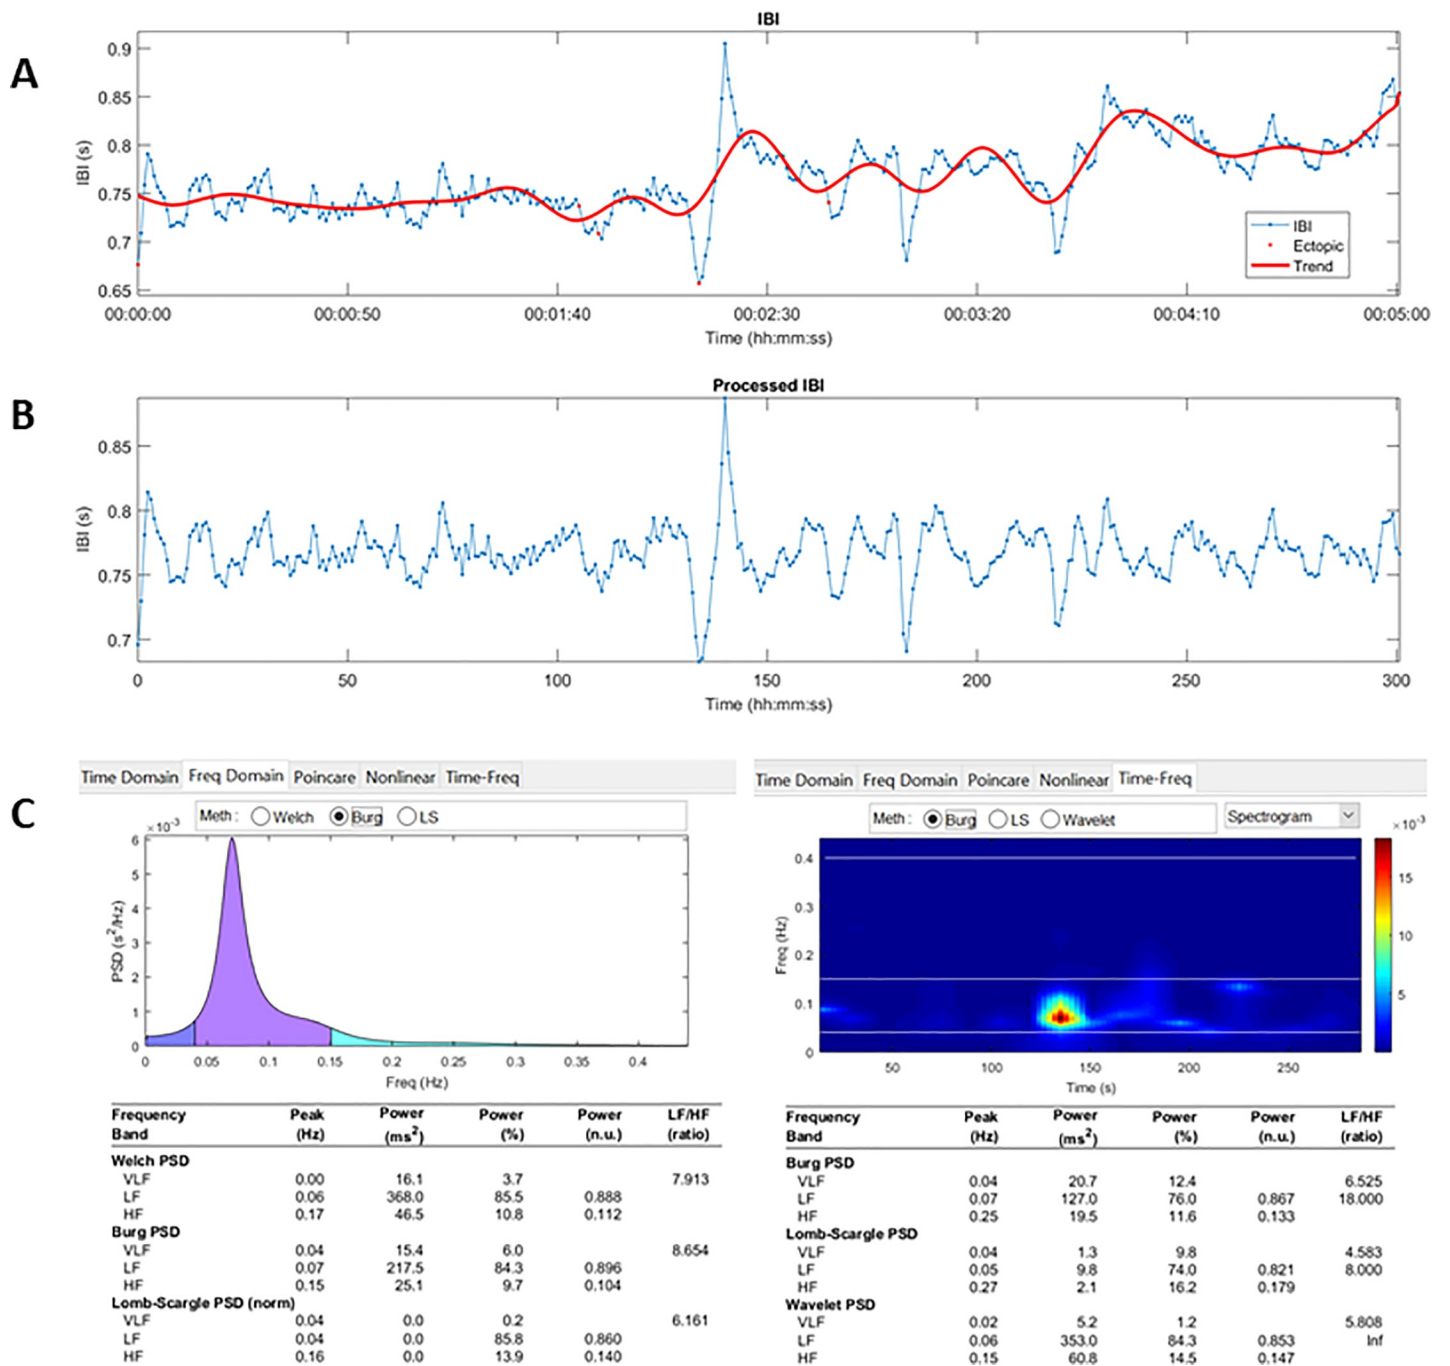 A
IBI
IBI (s)
0.9
0.85
0.8
0.75
0.7
0.65
IBI
Ectopic
Trend
00:00:00 00:00:50 00:01:40 00:02:30 00:03:20 00:04:10 00:05:00
Time (hh:mm:ss)
B
Processed IBI
IBI (s)
0.85
0.8
0.75
0.7
0 50 100 150 200 250 300
Time (hh:mm:ss)
C
Time Domain Freq Domain Poincare Nonlinear Time-Freq
Meth : Welch Burg LS
×10-3
PSD (s2/Hz)
6
5
4
3
2
1
0
0 0.05 0.1 0.15 0.2 0.25 0.3 0.35 0.4
Freq (Hz)
Frequency Peak Power Power Power LF/HF
Band (Hz) (ms2) (%) (n.u.) (ratio)
Welch PSD
VLF 0.00 16.1 3.7 7.913
LF 0.06 368.0 85.5 0.888
HF 0.17 46.5 10.8 0.112
Burg PSD
VLF 0.04 15.4 6.0 8.654
LF 0.07 217.5 84.3 0.896
HF 0.15 25.1 9.7 0.104
Lomb-Scargle PSD (norm)
VLF 0.04 0.0 0.2 6.161
LF 0.04 0.0 85.8 0.860
HF 0.16 0.0 13.9 0.140
Time Domain Freq Domain Poincare Nonlinear Time-Freq
Meth : Burg LS Wavelet Spectrogram
×10-3
Freq (Hz)
0.4
0.3
0.2
0.1
0
15
10
5
50 100 150 200 250
Time (s)
Frequency Peak Power Power Power LF/HF
Band (Hz) (ms2) (%) (n.u.) (ratio)
Burg PSD
VLF 0.04 20.7 12.4 6.525
LF 0.07 127.0 76.0 0.867 18.000
HF 0.25 19.5 11.6 0.133
Lomb-Scargle PSD
VLF 0.04 1.3 9.8 4.583
LF 0.05 9.8 74.0 0.821 8.000
HF 0.27 2.1 16.2 0.179
Wavelet PSD
VLF 0.02 5.2 1.2 5.808
LF 0.06 353.0 84.3 0.853 Inf
HF 0.15 60.8 14.5 0.147